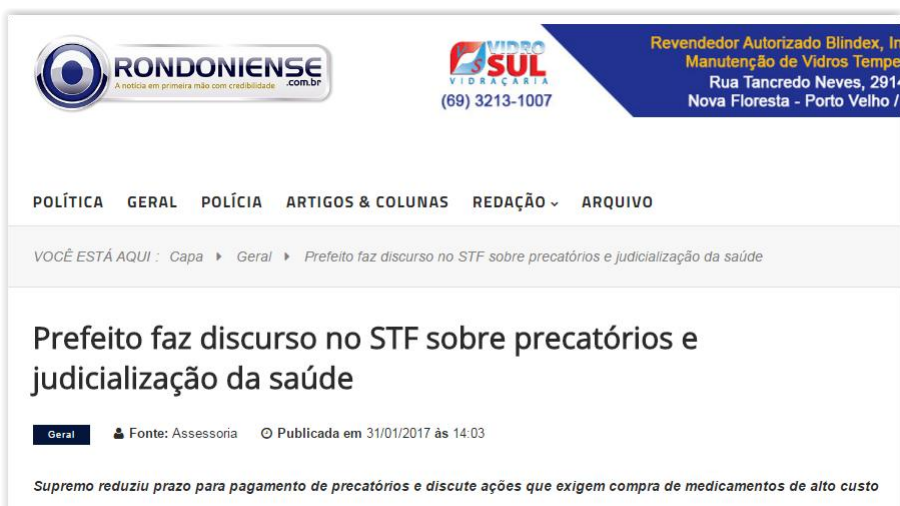 RONDONIENSE
A notícia em primeira mão com credibilidade .com.br
VIDRO
SUL
VIDRAÇARIA
(69) 3213-1007
Revendedor Autorizado Blindex,
Manutenção de Vidros
Rua Tancredo Neves, 2914
Nova Floresta - Porto Velho /
POLÍTICA GERAL POLÍCIA ARTIGOS & COLUNAS REDAÇÃO ARQUIVO
VOCÊ ESTÁ AQUI : Capa Geral Prefeito faz discurso no STF sobre precatórios e judicialização da saúde
Prefeito faz discurso no STF sobre precatórios e
judicialização da saúde
Geral Fonte: Assessoria Publicada em 31/01/2017 às 14:03
Supremo reduziu prazo para pagamento de precatórios e discute ações que exigem compra de medicamentos de alto custo